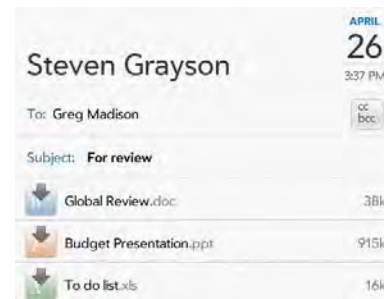 APRIL
26
Steven Grayson
3:37 PM
To: Greg Madison
cc
bcc
Subject: For review
Global Review.doc 38k
Budget Presentation.ppt 915k
To do list.xls 16k